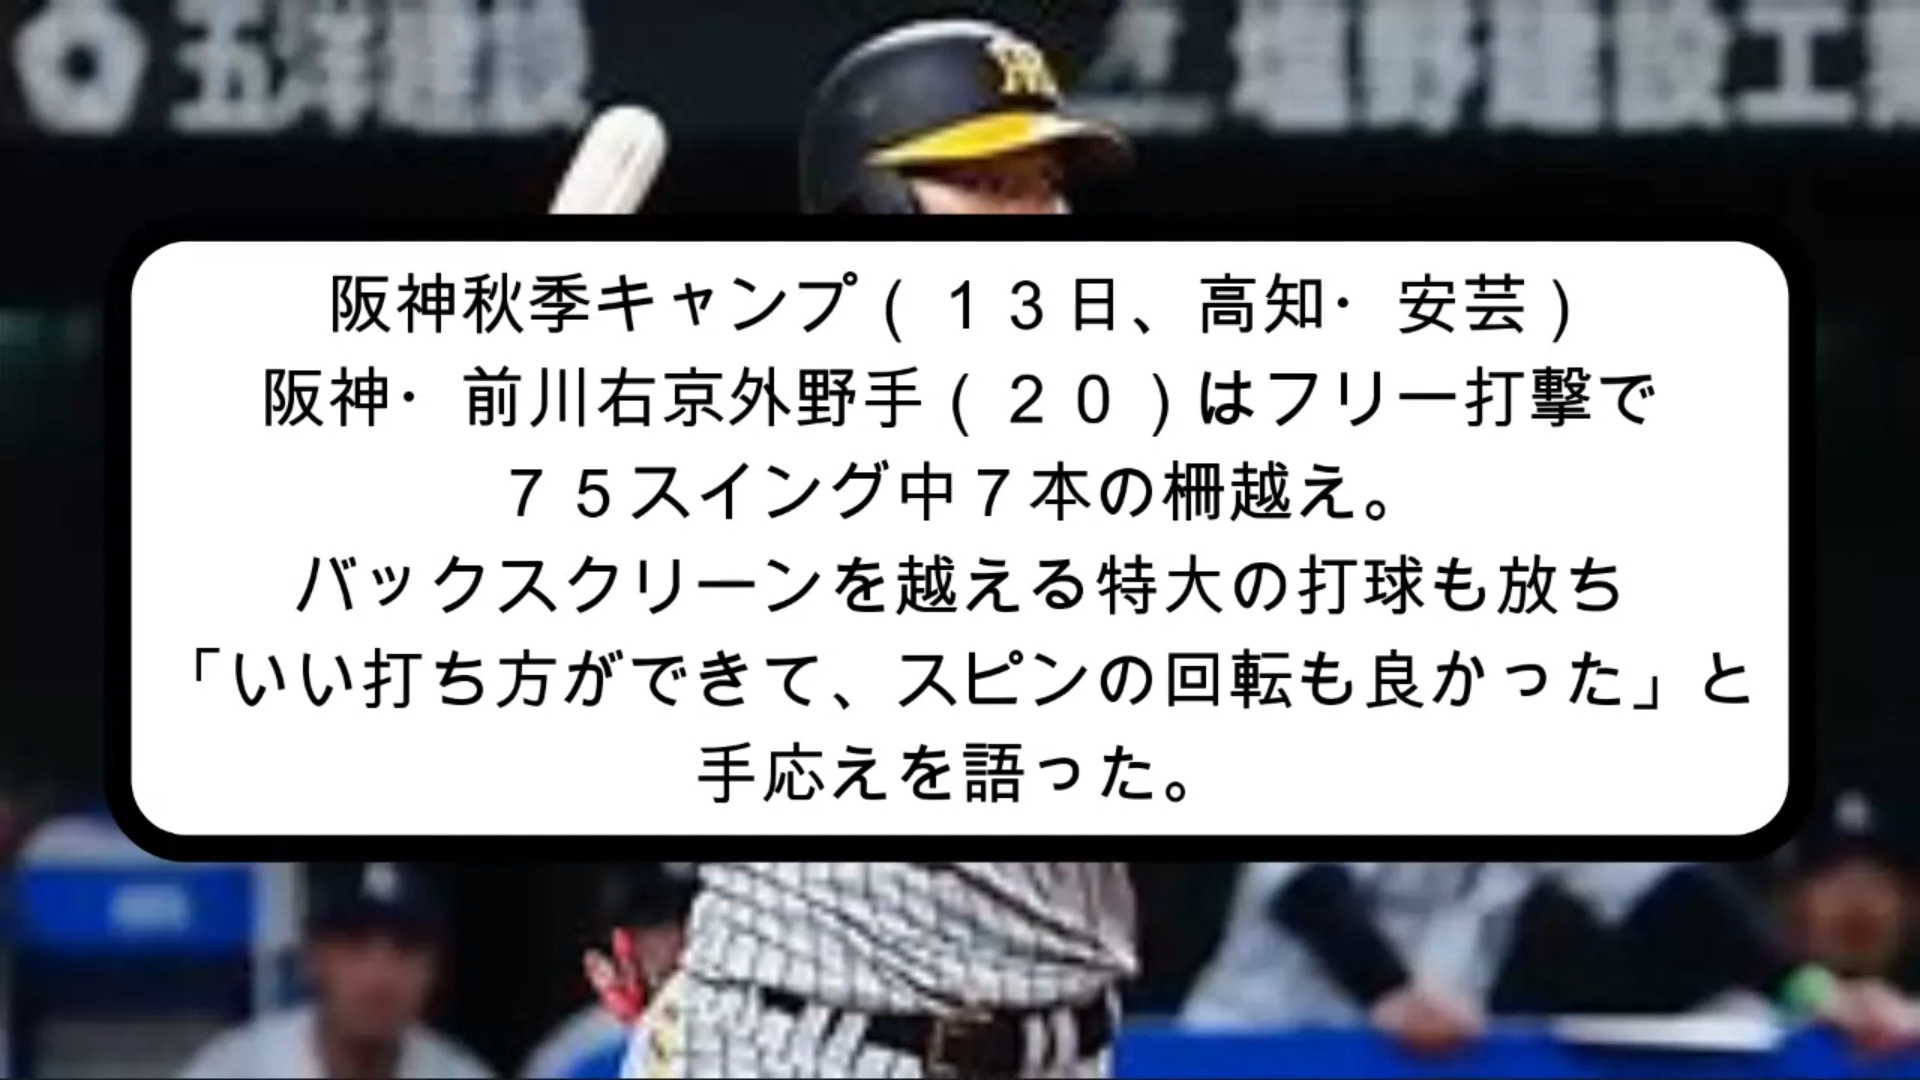 五洋建設
阪神秋季キャンプ(13日、高知・安芸)
阪神・前川右京外野手(20)はフリー打撃で
75スイング中7本の柵越え。
バックスクリーンを越える特大の打球も放ち
「いい打ち方ができて、スピンの回転も良かった」と
手応えを語った。